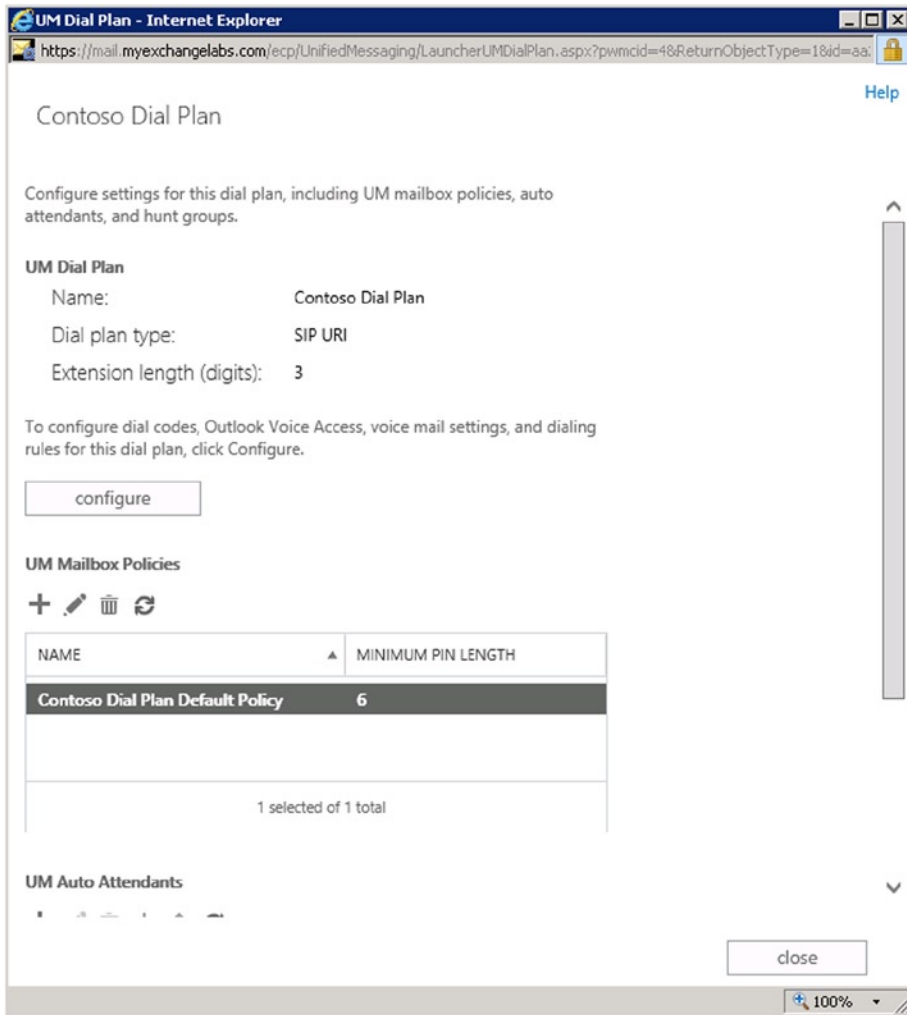 UM Dial Plan - Internet Explorer
https://mail.myexchangelabs.com/ecp/UnifiedMessaging/LauncherUMDialPlan.aspx?pwmcid=4&ReturnObjectType=1&id=aa
Help
Contoso Dial Plan
Configure settings for this dial plan, including UM mailbox policies, auto
attendants, and hunt groups.
UM Dial Plan
Name: Contoso Dial Plan
Dial plan type: SIP URI
Extension length (digits): 3
To configure dial codes, Outlook Voice Access, voice mail settings, and dialing
rules for this dial plan, click Configure.
configure
UM Mailbox Policies
NAME MINIMUM PIN LENGTH
Contoso Dial Plan Default Policy 6
1 selected of 1 total
UM Auto Attendants
close
100%